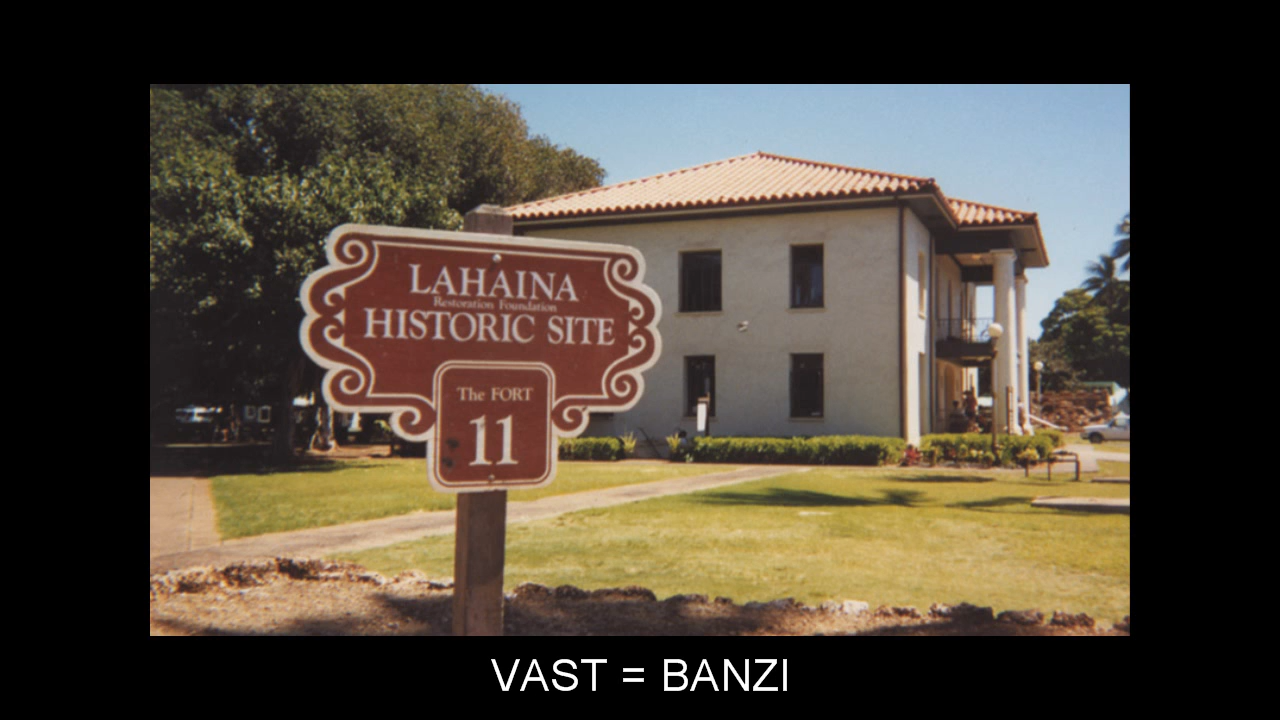 LAHAINA
Restoration Foundation
HISTORIC SITE
The FORT
11
VAST = BANZI